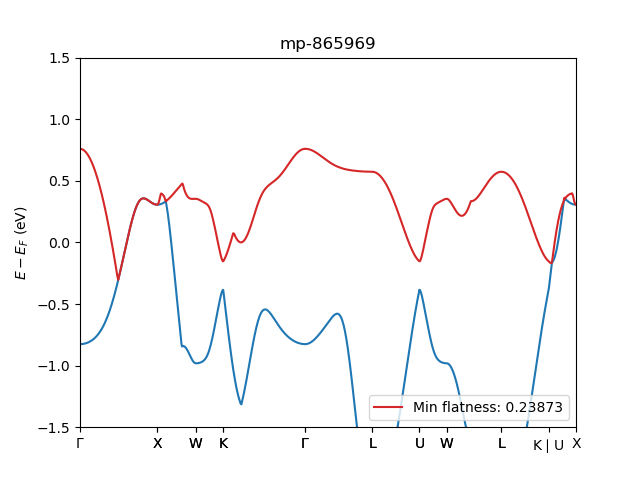 mp-865969
E − E_F (eV)
1.5
1.0
0.5
0.0
−0.5
−1.0
−1.5
Min flatness: 0.23873
Γ X W K Γ L U W L K | U X